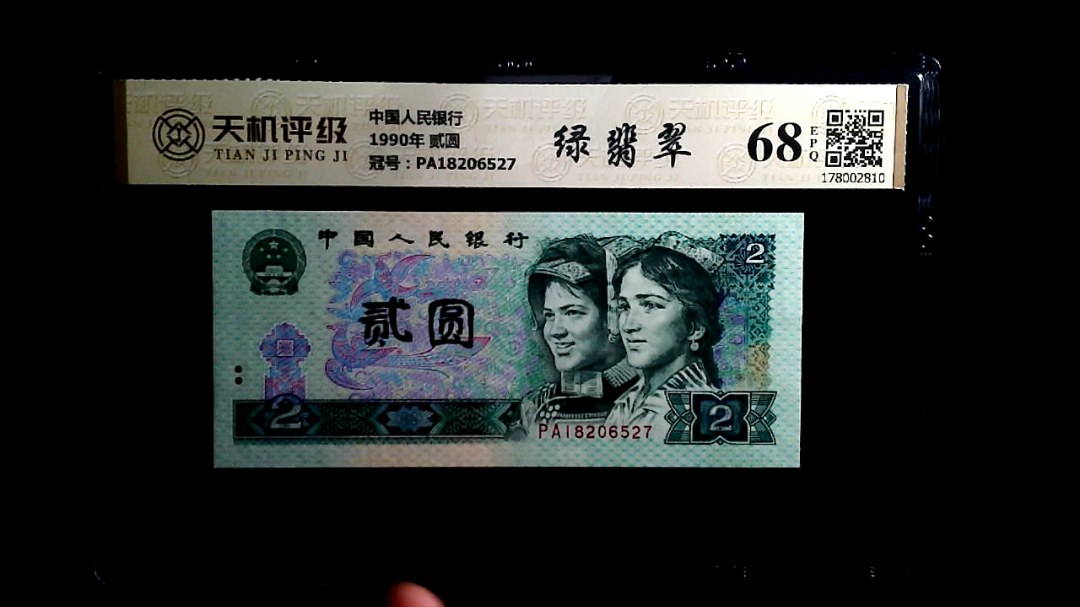 天机评级
TIAN JI PING JI
中国人民银行
1990年 贰圆
冠号：PA18206527
绿翡翠
68
EPQ
178002810
中国人民银行
2
贰圆
2
PA18206527
2